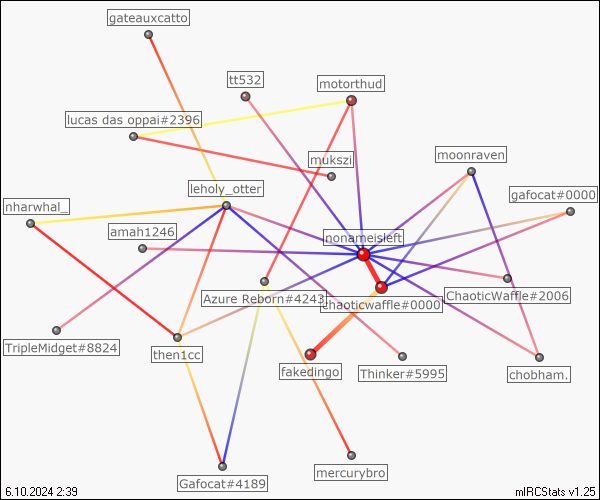 gateauxcatto
tt532
motorthud
lucas das oppai#2396
mukszi
moonraven
leholy_otter
gafocat#0000
nharwhal_
amah1246
nonameisleft
Azure Reborn#4243
chaoticwaffle#0000
ChaoticWaffle#2006
TripleMidget#8824
then1cc
fakedingo
Thinker#5995
chobham.
Gafocat#4189
mercurybro
6.10.2024 2:39
mIRCStats v1.25